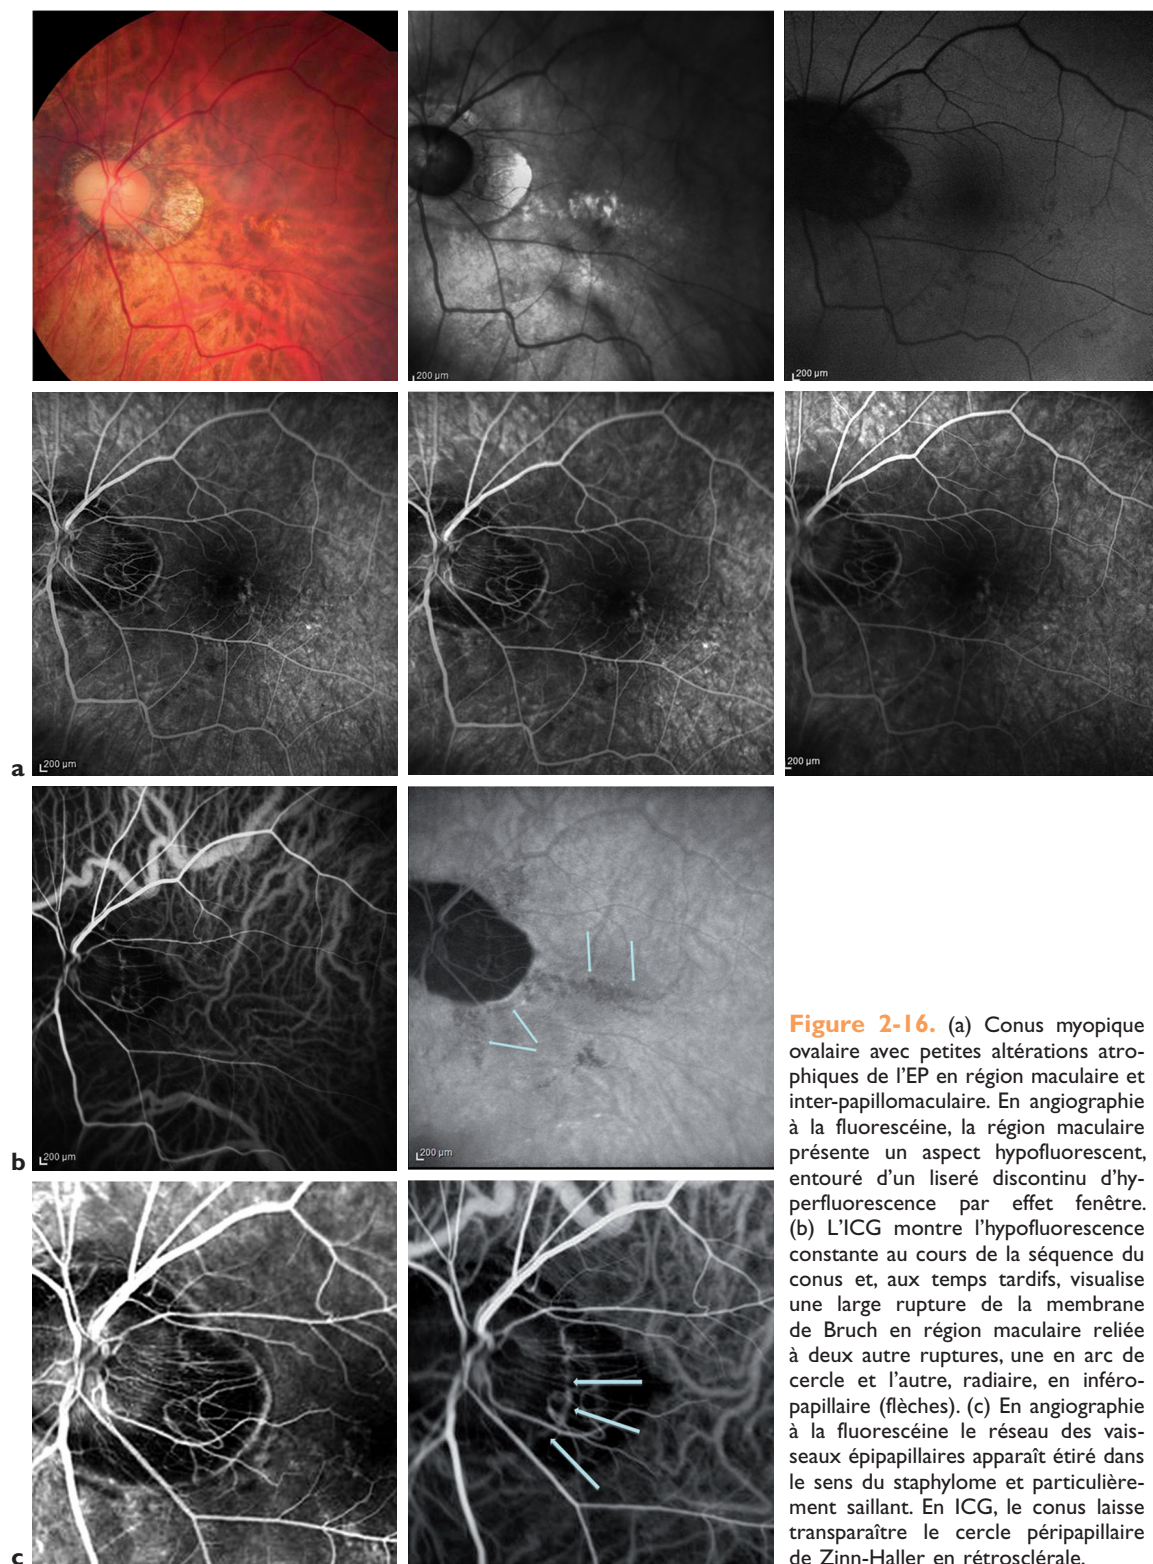 200 µm
200 µm
a
200 µm
200 µm
b
200 µm
200 µm
c
Figure 2-16. (a) Conus myopique
ovalaire avec petites altérations atro-
phiques de l'EP en région maculaire et
inter-papillomaculaire. En angiographie
à la fluorescéine, la région maculaire
présente un aspect hypofluorescent,
entouré d'un liseré discontinu d'hy-
perfluorescence par effet fenêtre.
(b) L'ICG montre l'hypofluorescence
constante au cours de la séquence du
conus et, aux temps tardifs, visualise
une large rupture de la membrane
de Bruch en région maculaire reliée
à deux autre ruptures, une en arc de
cercle et l'autre, radiaire, en inféro-
papillaire (flèches). (c) En angiographie
à la fluorescéine le réseau des vais-
seaux épipapillaires apparaît étiré dans
le sens du staphylome et particulière-
ment saillant. En ICG, le conus laisse
transparaître le cercle péripapillaire
de Zinn-Haller en rétrosclérale.